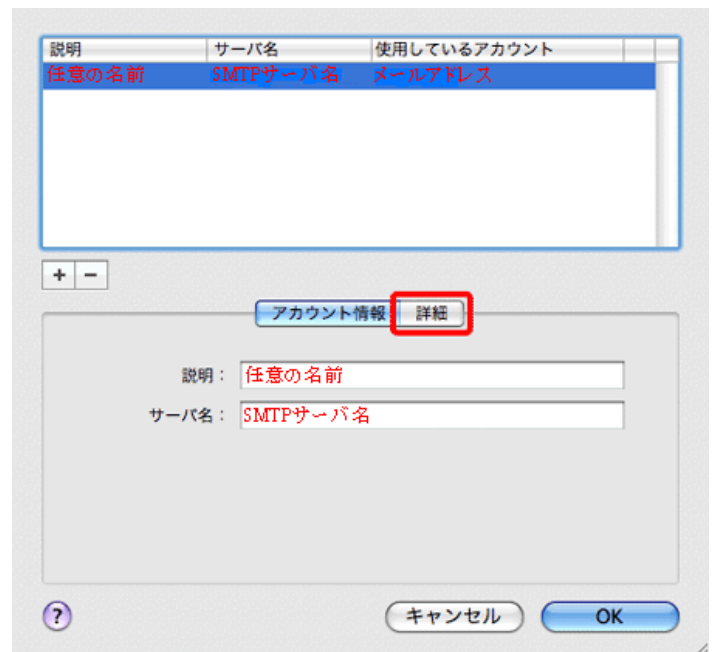 説明 サーバ名 使用しているアカウント
任意の名前 SMTPサーバ名 メールアドレス
+ −
アカウント情報 詳細
説明： 任意の名前
サーバ名： SMTPサーバ名
? キャンセル OK